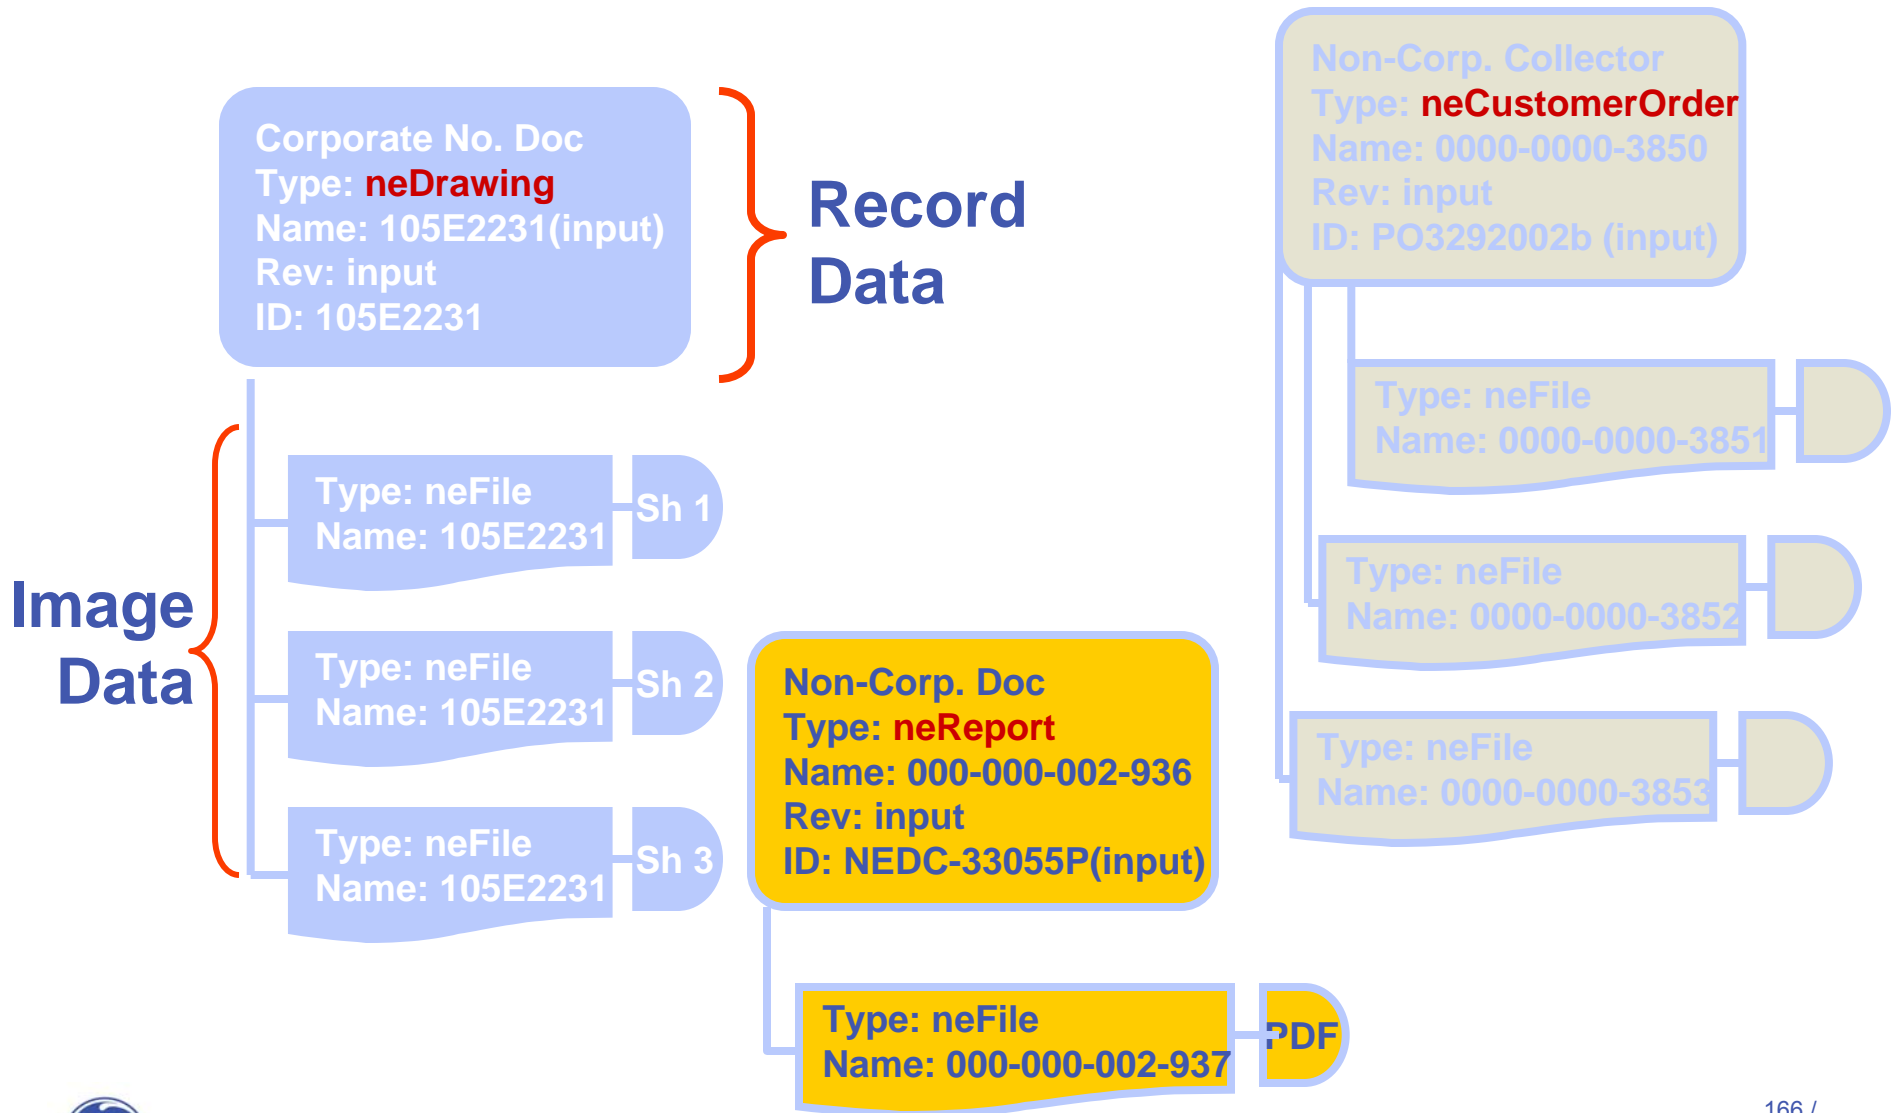 Corporate No. Doc
Type: neDrawing
Name: 105E2231(input)
Rev: input
ID: 105E2231
Record
Data
Image
Data
Type: neFile
Name: 105E2231
Sh 1
Type: neFile
Name: 105E2231
Sh 2
Type: neFile
Name: 105E2231
Sh 3
Non-Corp. Doc
Type: neReport
Name: 000-000-002-936
Rev: input
ID: NEDC-33055P(input)
Type: neFile
Name: 000-000-002-937
PDF
Non-Corp. Collector
Type: neCustomerOrder
Name: 0000-0000-3850
Rev: input
ID: PO3292002b (input)
Type: neFile
Name: 0000-0000-3851
Type: neFile
Name: 0000-0000-3852
Type: neFile
Name: 0000-0000-3853
166 /